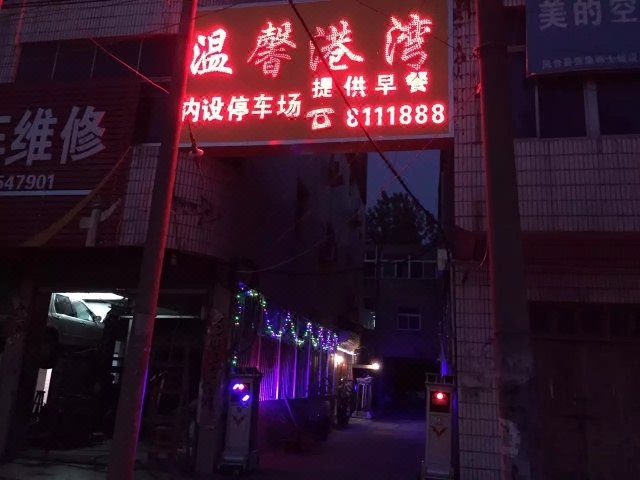 温馨港湾
提供早餐
内设停车场
8111888
美的空
车维修
547901